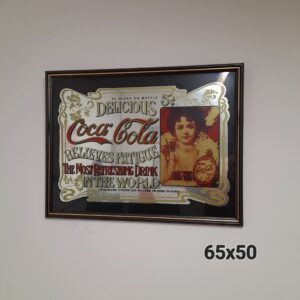 DELICIOUS 5¢
Coca-Cola
RELIEVES FATIGUE
THE MOST REFRESHING DRINK
IN THE WORLD
65x50